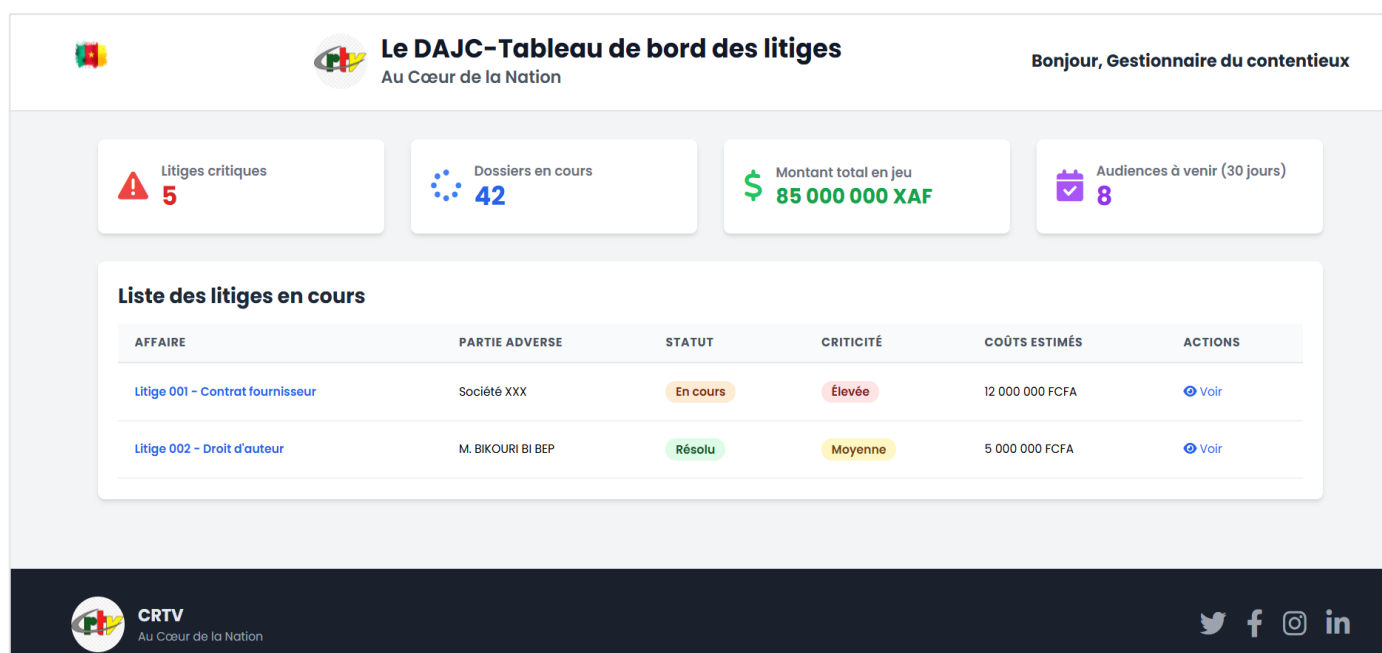 Le DAJC-Tableau de bord des litiges
Au Cœur de la Nation
Bonjour, Gestionnaire du contentieux
Litiges critiques
5
Dossiers en cours
42
Montant total en jeu
85 000 000 XAF
Audiences à venir (30 jours)
8
Liste des litiges en cours
AFFAIRE PARTIE ADVERSE STATUT CRITICITÉ COÛTS ESTIMÉS ACTIONS
Litige 001 - Contrat fournisseur Société XXX En cours Élevée 12 000 000 FCFA Voir
Litige 002 - Droit d'auteur M. BIKOURI BI BEP Résolu Moyenne 5 000 000 FCFA Voir
crtv
CRTV
Au Cœur de la Nation